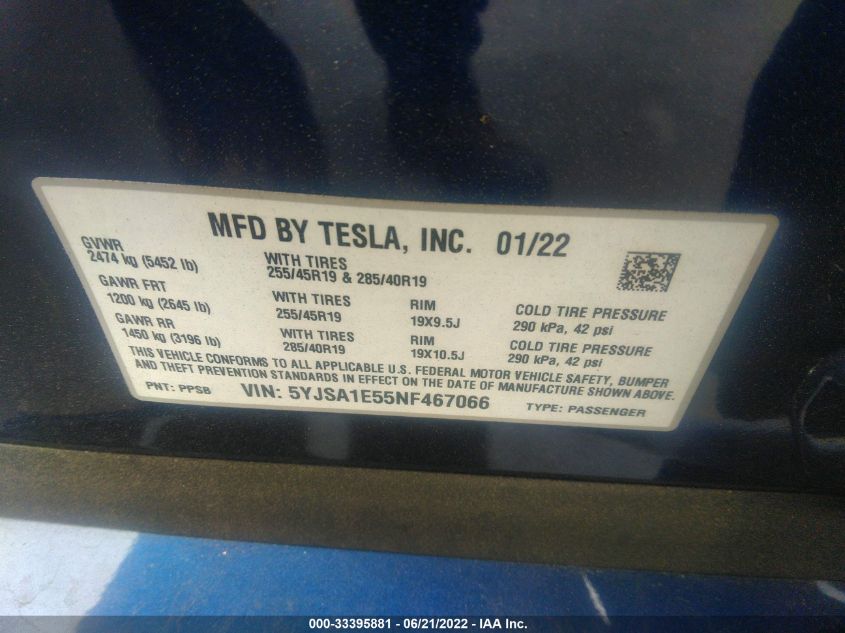 MFD BY TESLA, INC. 01/22
GVWR
2474 kg (5452 lb)
WITH TIRES
255/45R19 & 285/40R19
GAWR FRT
1200 kg (2645 lb)
WITH TIRES
255/45R19
RIM
19X9.5J
COLD TIRE PRESSURE
290 kPa, 42 psi
GAWR RR
1450 kg (3196 lb)
WITH TIRES
285/40R19
RIM
19X10.5J
COLD TIRE PRESSURE
290 kPa, 42 psi
THIS VEHICLE CONFORMS TO ALL APPLICABLE U.S. FEDERAL MOTOR VEHICLE SAFETY, BUMPER
AND THEFT PREVENTION STANDARDS IN EFFECT ON THE DATE OF MANUFACTURE SHOWN ABOVE.
PNT: PPSB VIN: 5YJSA1E55NF467066 TYPE: PASSENGER
000-33395881 - 06/21/2022 - IAA Inc.